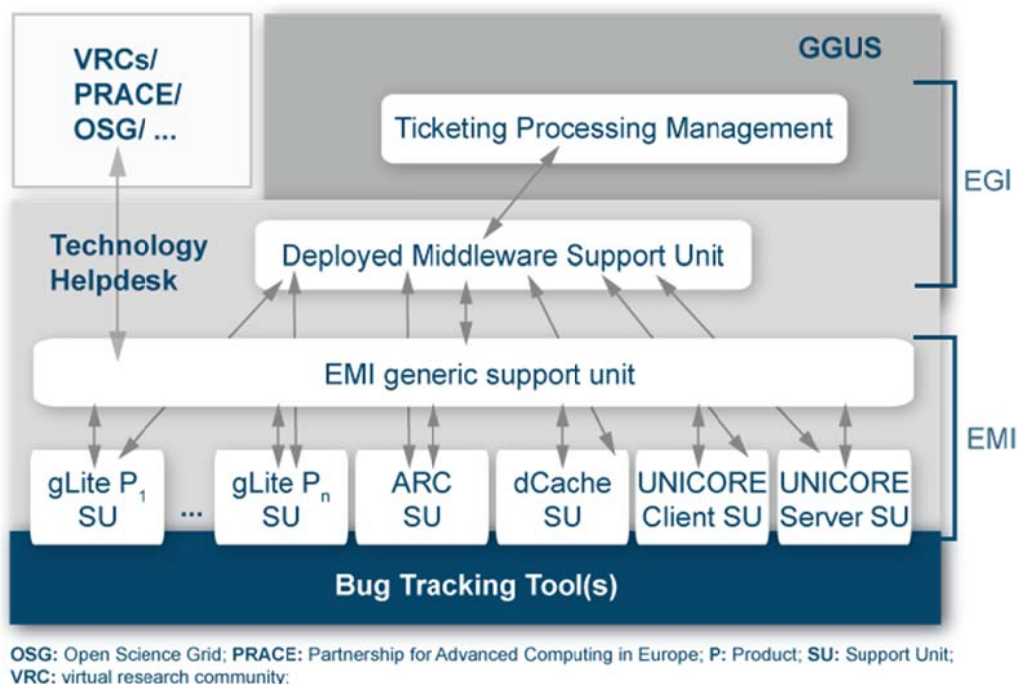 VRCs/
PRACE/
OSG/ ...
GGUS
Ticketing Processing Management
EGI
Technology
Helpdesk
Deployed Middleware Support Unit
EMI generic support unit
EMI
gLite P1
SU
...
gLite Pn
SU
ARC
SU
dCache
SU
UNICORE
Client SU
UNICORE
Server SU
Bug Tracking Tool(s)
OSG: Open Science Grid; PRACE: Partnership for Advanced Computing in Europe; P: Product; SU: Support Unit;
VRC: virtual research community;